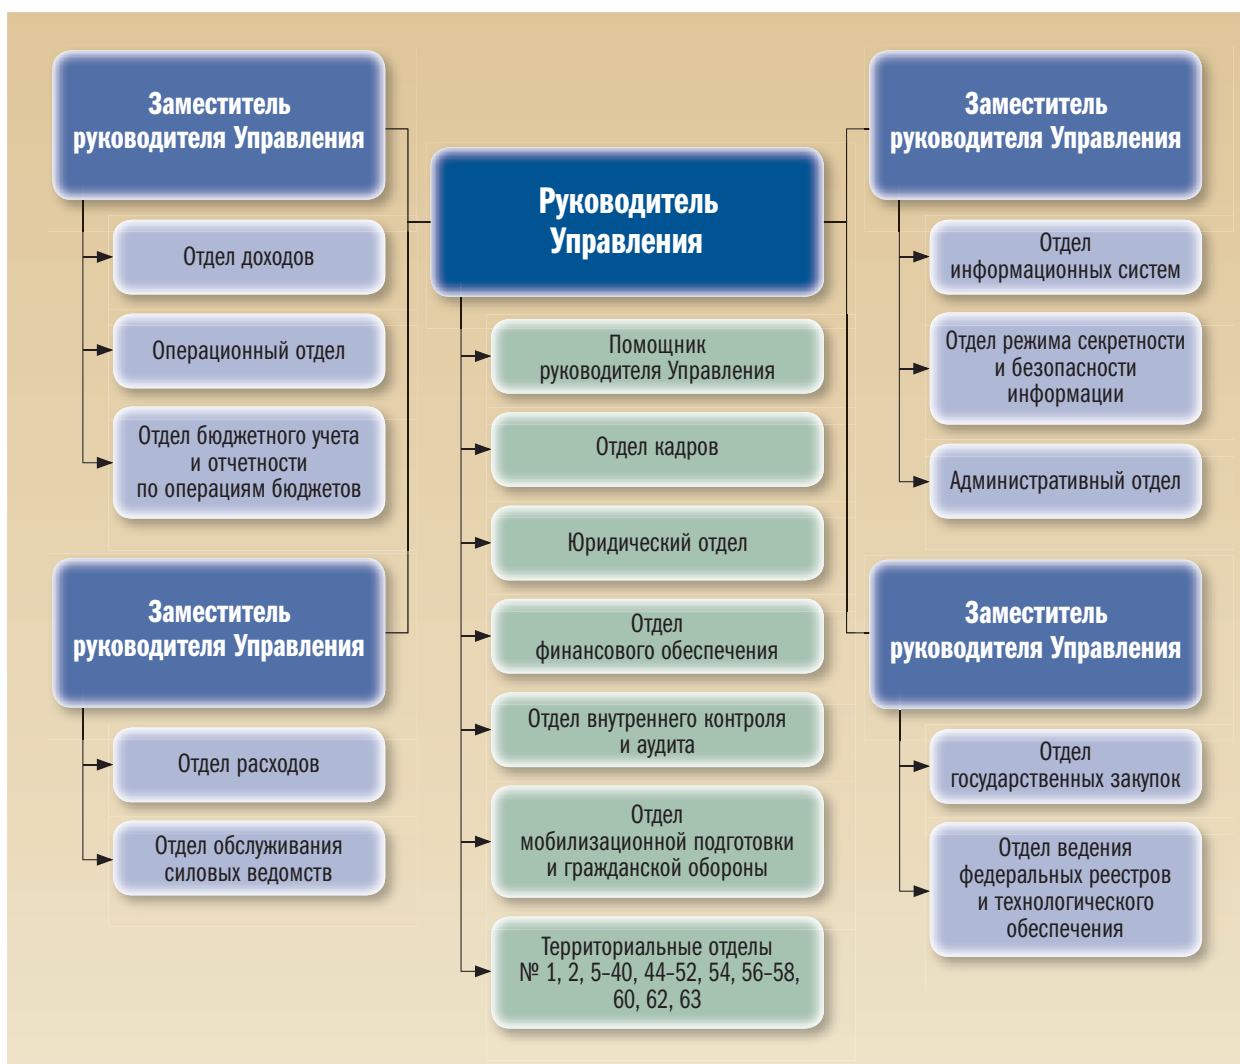 Заместитель
руководителя Управления
Отдел доходов
Операционный отдел
Отдел бюджетного учета
и отчетности
по операциям бюджетов
Заместитель
руководителя Управления
Отдел расходов
Отдел обслуживания
силовых ведомств
Руководитель
Управления
Помощник
руководителя Управления
Отдел кадров
Юридический отдел
Отдел
финансового обеспечения
Отдел внутреннего контроля
и аудита
Отдел
мобилизационной подготовки
и гражданской обороны
Территориальные отделы
№ 1, 2, 5–40, 44–52, 54, 56–58,
60, 62, 63
Заместитель
руководителя Управления
Отдел
информационных систем
Отдел режима секретности
и безопасности
информации
Административный отдел
Заместитель
руководителя Управления
Отдел
государственных закупок
Отдел ведения
федеральных реестров
и технологического
обеспечения